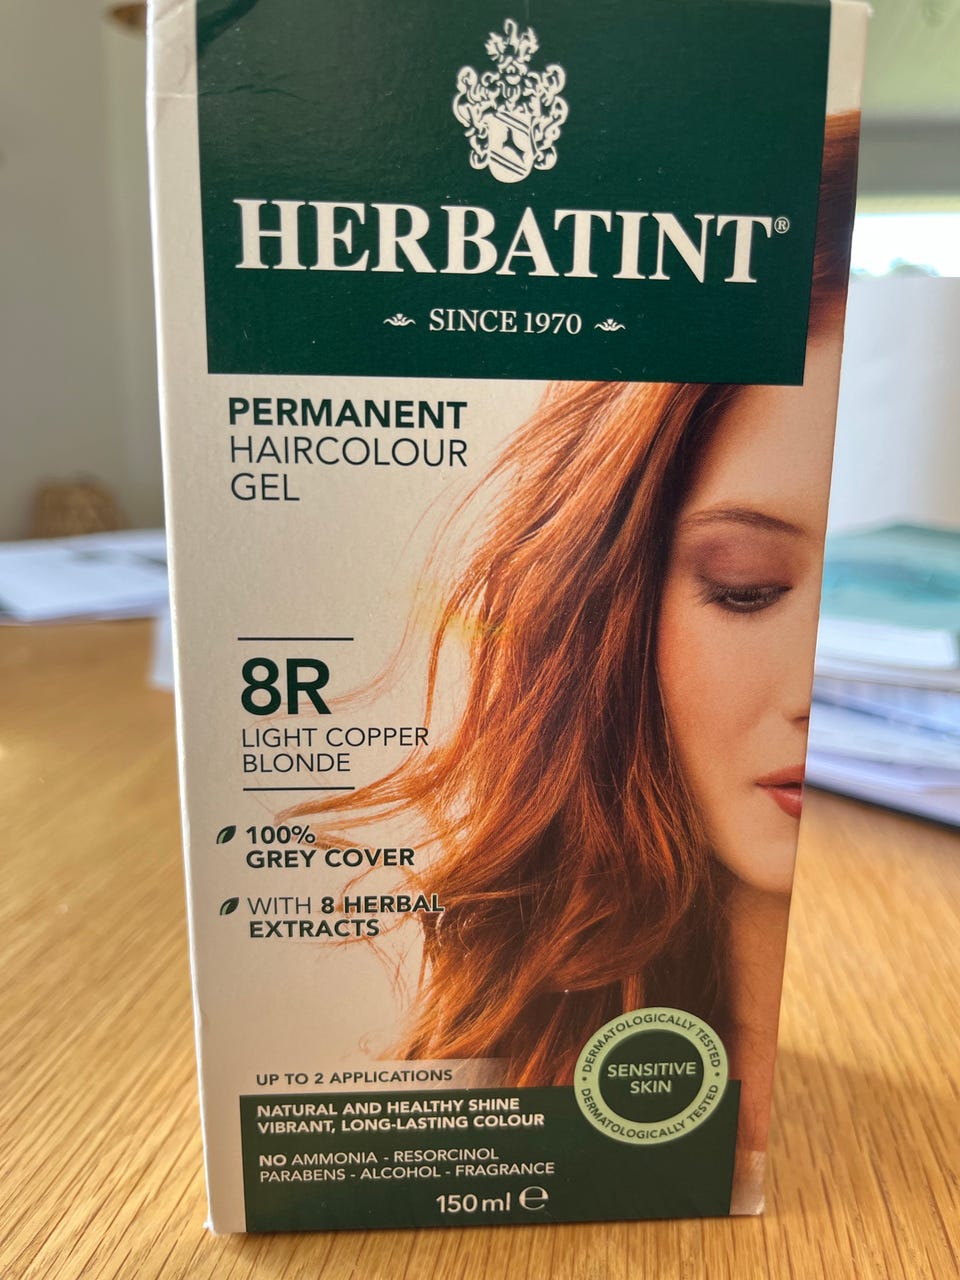 HERBATINT®
SINCE 1970
PERMANENT
HAIRCOLOUR
GEL
8R
LIGHT COPPER
BLONDE
100%
GREY COVER
WITH 8 HERBAL
EXTRACTS
UP TO 2 APPLICATIONS
NATURAL AND HEALTHY SHINE
VIBRANT, LONG-LASTING COLOUR
NO AMMONIA - RESORCINOL
PARABENS - ALCOHOL - FRAGRANCE
150 ml ℮
• DERMATOLOGICALLY TESTED •
SENSITIVE
SKIN
DERMATOLOGICALLY TESTED